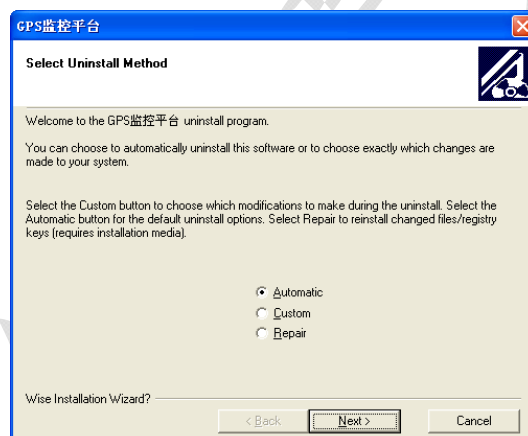 GPS监控平台
Select Uninstall Method
Welcome to the GPS监控平台 uninstall program.
You can choose to automatically uninstall this software or to choose exactly which changes are
made to your system.
Select the Custom button to choose which modifications to make during the uninstall. Select the
Automatic button for the default uninstall options. Select Repair to reinstall changed files/registry
keys (requires installation media).
Automatic
Custom
Repair
Wise Installation Wizard?
< Back Next > Cancel